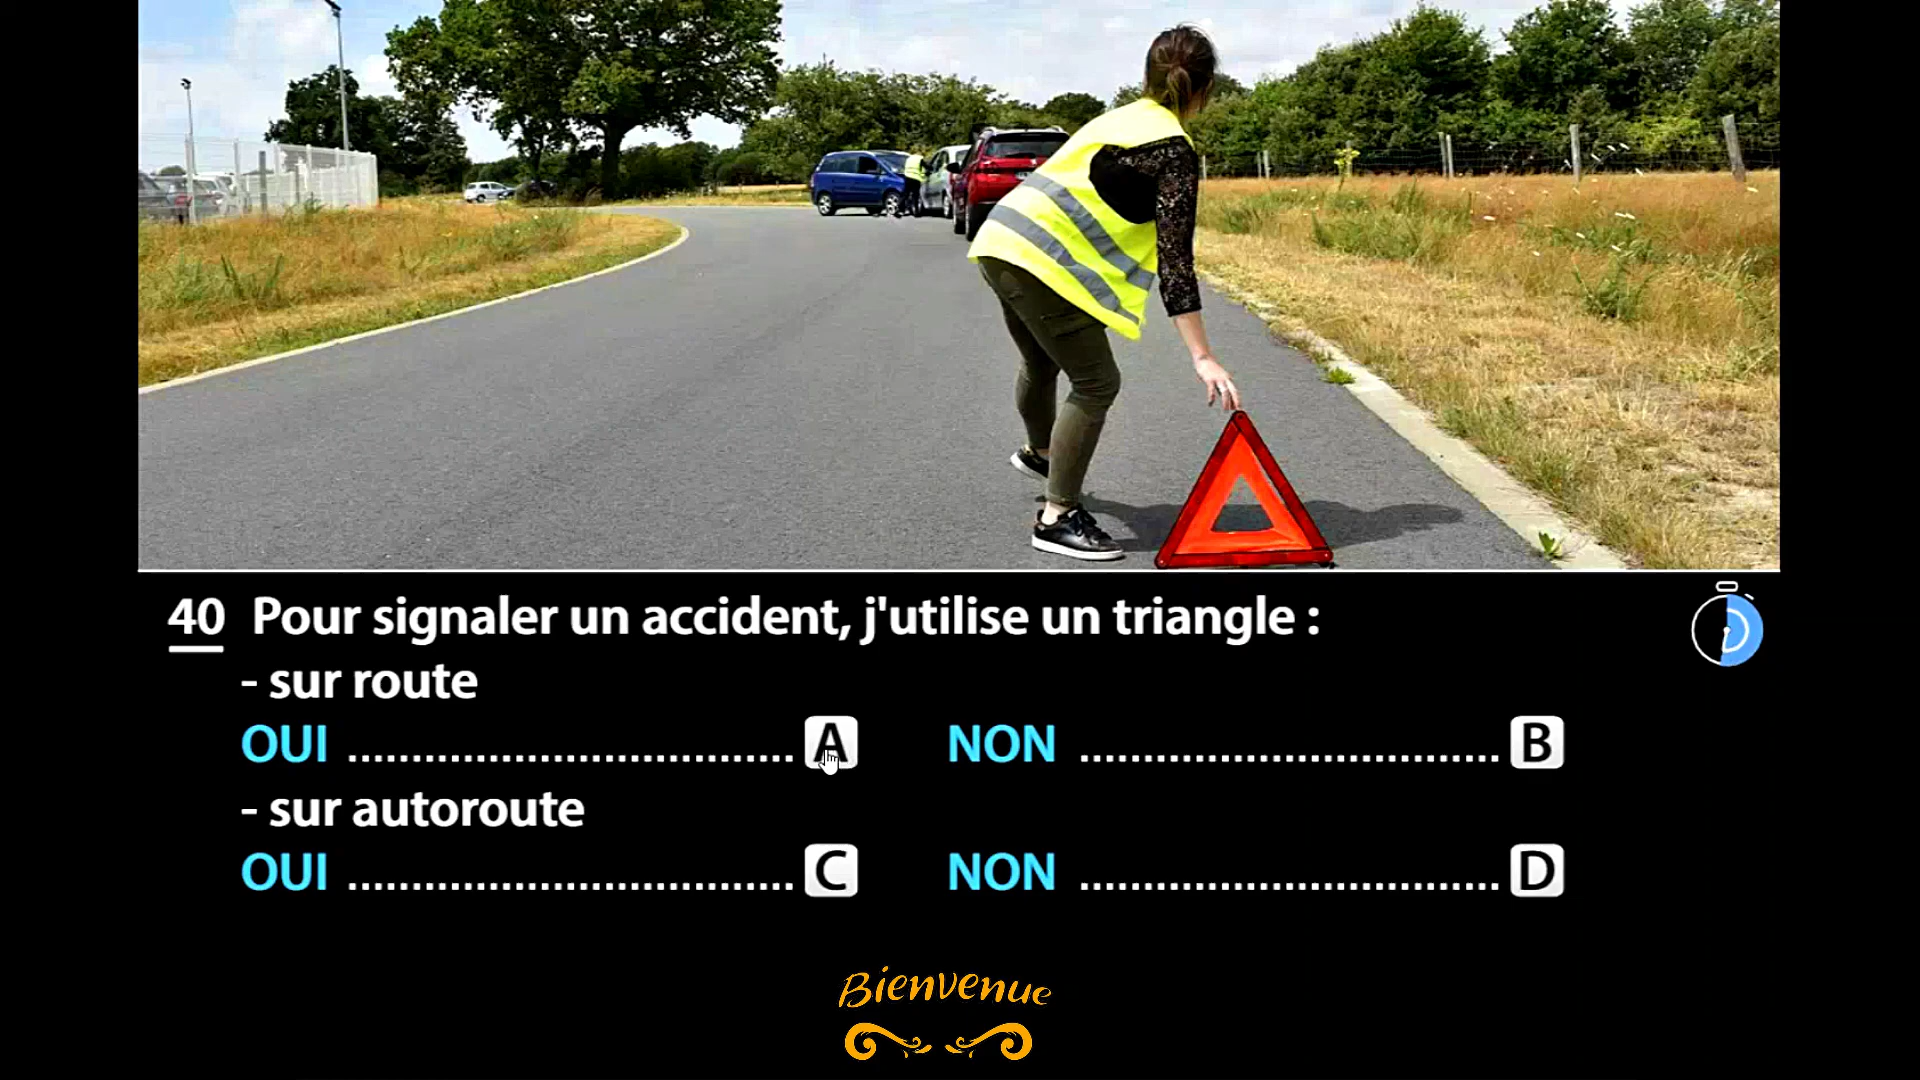 40 Pour signaler un accident, j'utilise un triangle :
- sur route
OUI .................................. A NON ................................ B
- sur autoroute
OUI .................................. C NON ................................ D
Bienvenue